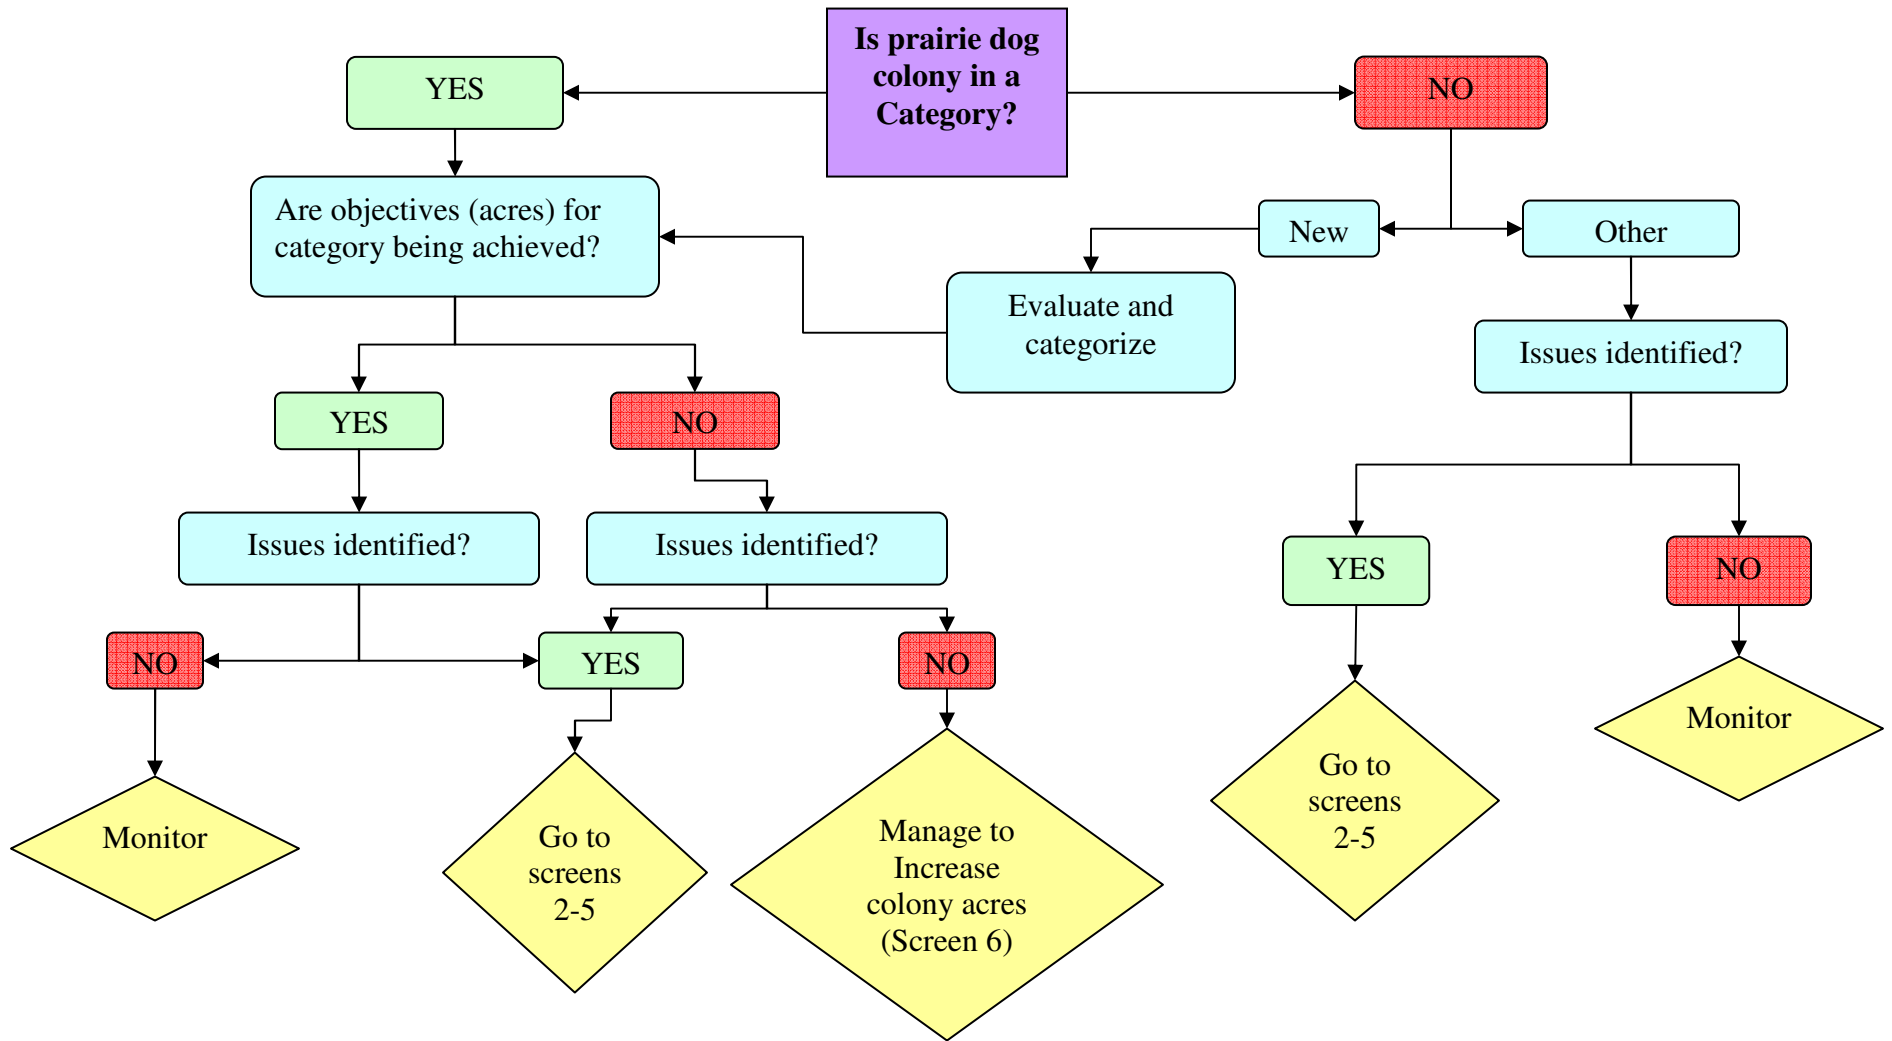 Is prairie dog
colony in a
Category?
YES
NO
Are objectives (acres) for
category being achieved?
New
Other
Evaluate and
categorize
Issues identified?
YES
NO
Issues identified?
Issues identified?
YES
NO
NO
YES
NO
Monitor
Go to
screens
2-5
Manage to
Increase
colony acres
(Screen 6)
Go to
screens
2-5
Monitor